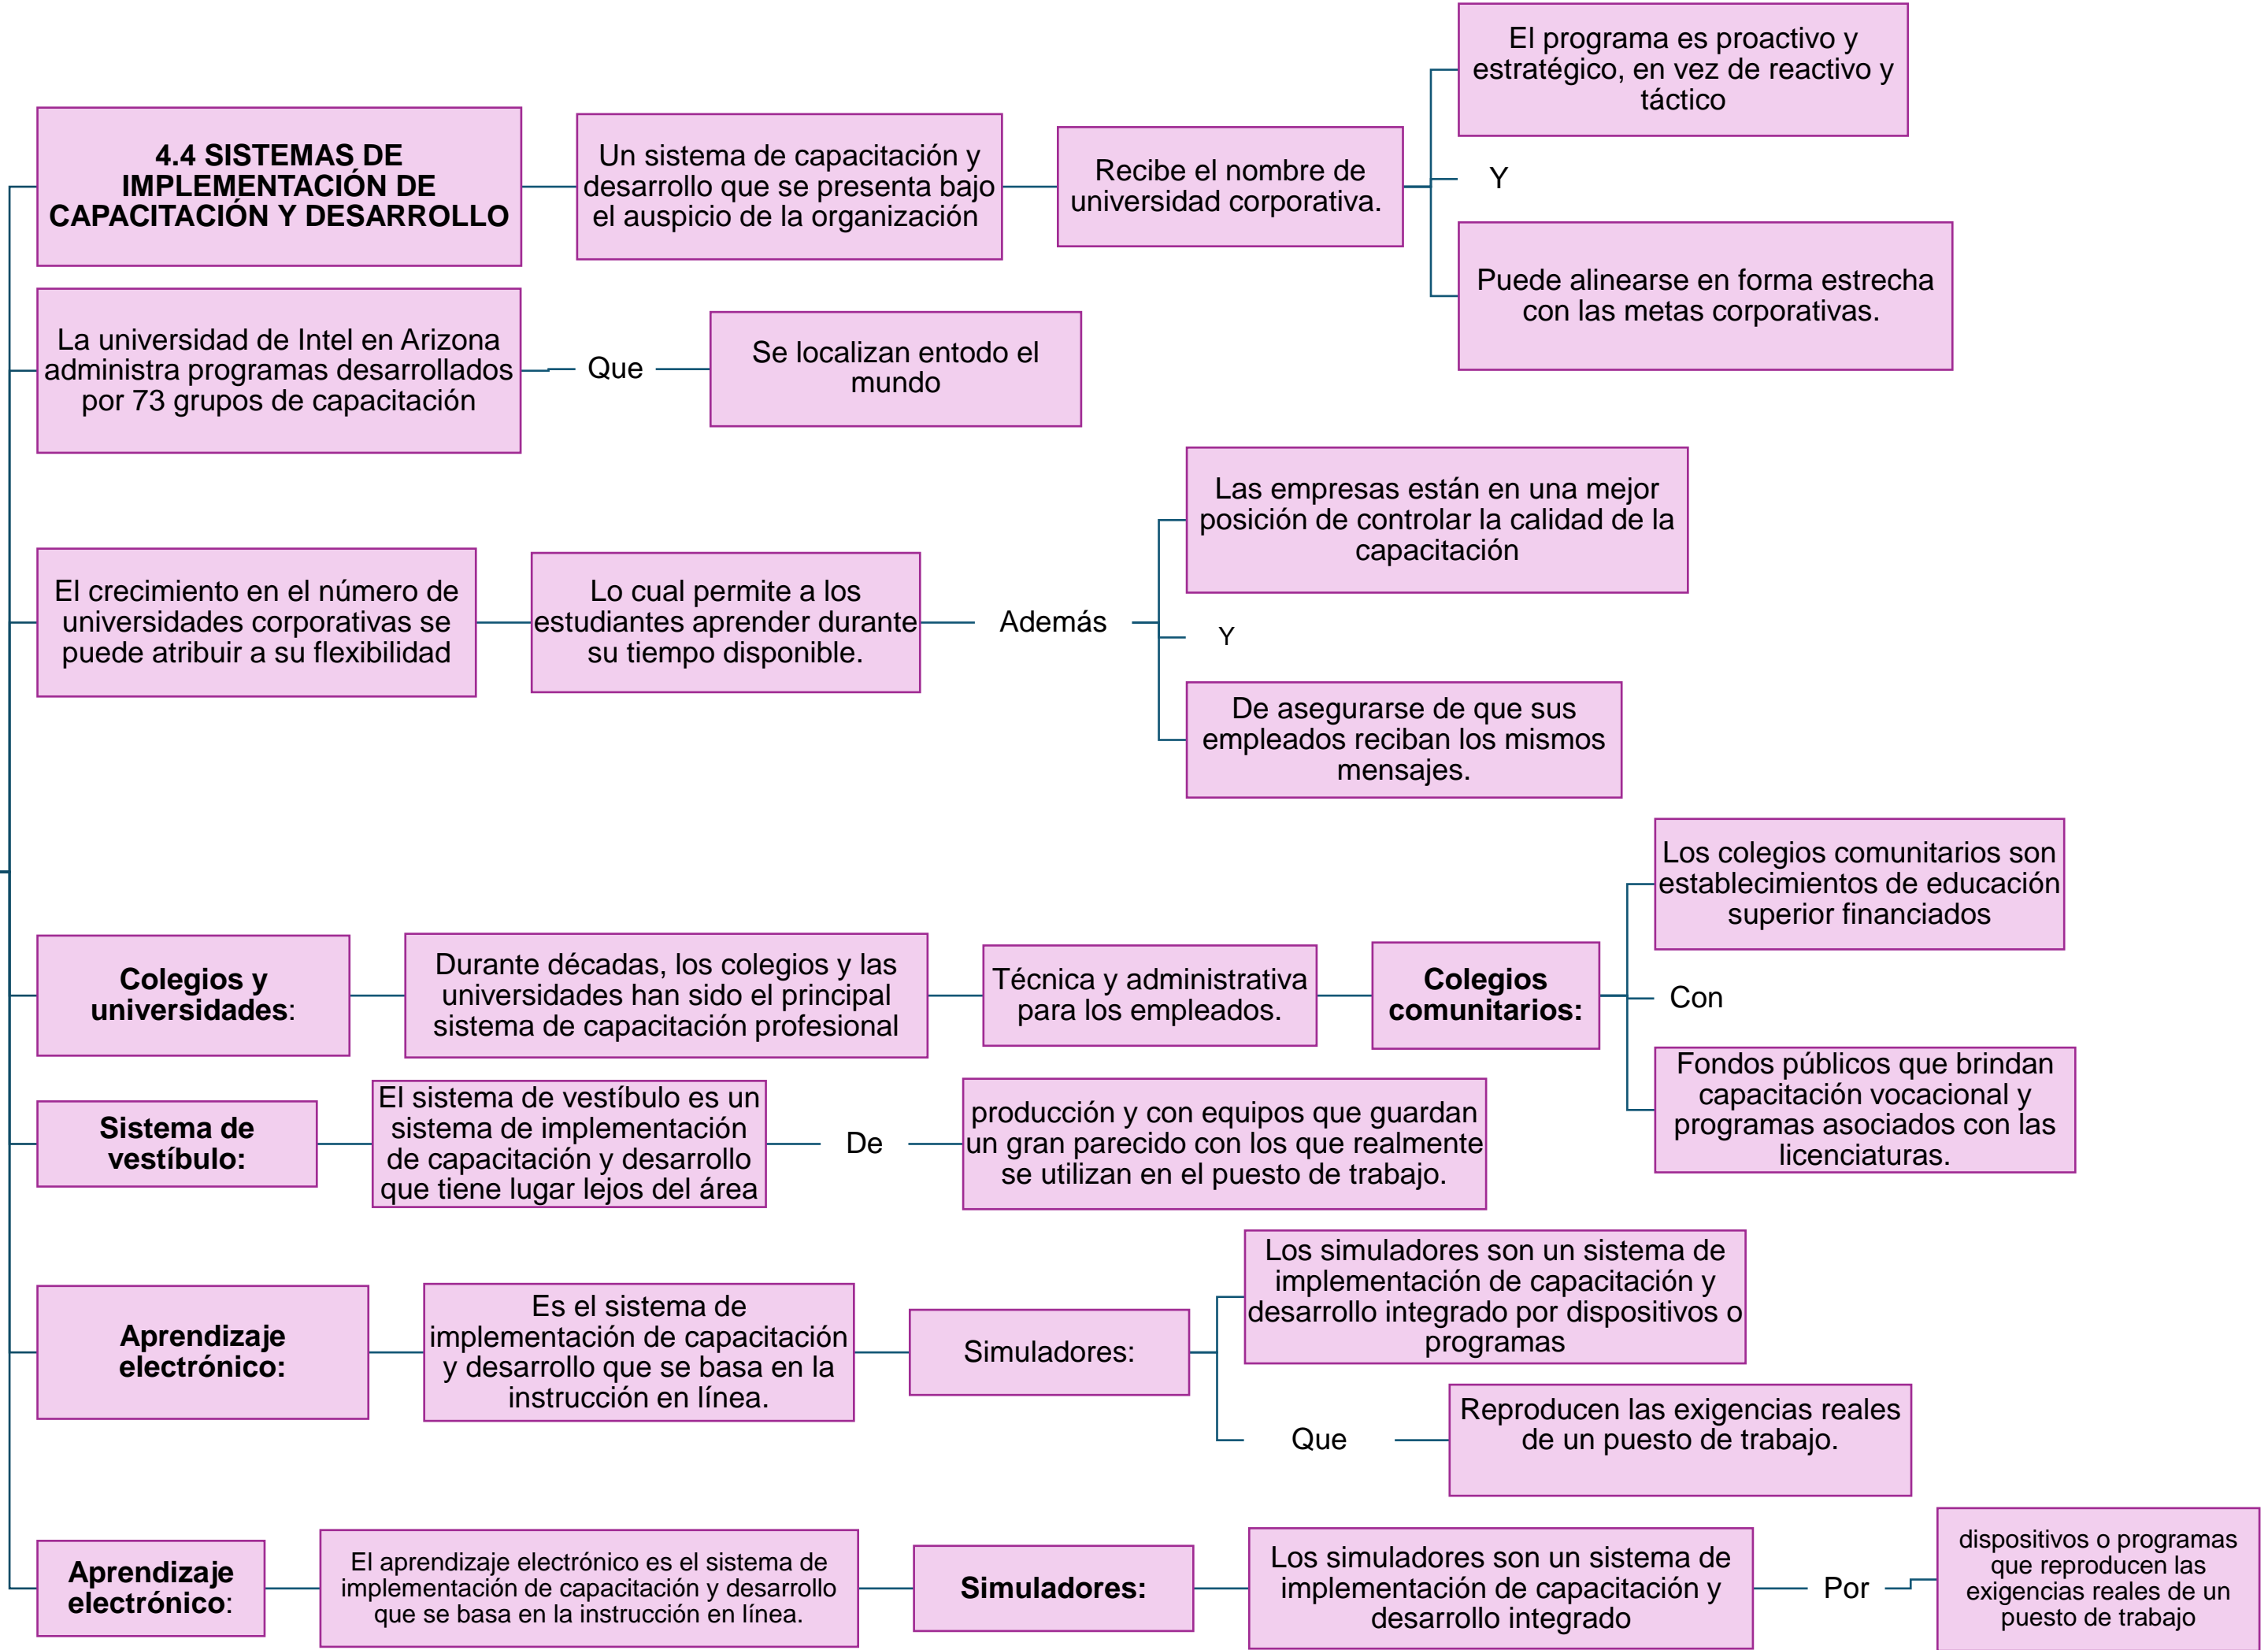 4.4 SISTEMAS DE
IMPLEMENTACIÓN DE
CAPACITACIÓN Y DESARROLLO
Un sistema de capacitación y
desarrollo que se presenta bajo
el auspicio de la organización
Recibe el nombre de
universidad corporativa.
El programa es proactivo y
estratégico, en vez de reactivo y
táctico
Y
Puede alinearse en forma estrecha
con las metas corporativas.
La universidad de Intel en Arizona
administra programas desarrollados
por 73 grupos de capacitación
Que
Se localizan entodo el
mundo
El crecimiento en el número de
universidades corporativas se
puede atribuir a su flexibilidad
Lo cual permite a los
estudiantes aprender durante
su tiempo disponible.
Además
Las empresas están en una mejor
posición de controlar la calidad de la
capacitación
Y
De asegurarse de que sus
empleados reciban los mismos
mensajes.
Colegios y
universidades:
Durante décadas, los colegios y las
universidades han sido el principal
sistema de capacitación profesional
Técnica y administrativa
para los empleados.
Colegios
comunitarios:
Los colegios comunitarios son
establecimientos de educación
superior financiados
Con
Fondos públicos que brindan
capacitación vocacional y
programas asociados con las
licenciaturas.
Sistema de
vestíbulo:
El sistema de vestíbulo es un
sistema de implementación
de capacitación y desarrollo
que tiene lugar lejos del área
De
producción y con equipos que guardan
un gran parecido con los que realmente
se utilizan en el puesto de trabajo.
Aprendizaje
electrónico:
Es el sistema de
implementación de capacitación
y desarrollo que se basa en la
instrucción en línea.
Simuladores:
Los simuladores son un sistema de
implementación de capacitación y
desarrollo integrado por dispositivos o
programas
Que
Reproducen las exigencias reales
de un puesto de trabajo.
Aprendizaje
electrónico:
El aprendizaje electrónico es el sistema de
implementación de capacitación y desarrollo
que se basa en la instrucción en línea.
Simuladores:
Los simuladores son un sistema de
implementación de capacitación y
desarrollo integrado
Por
dispositivos o programas
que reproducen las
exigencias reales de un
puesto de trabajo